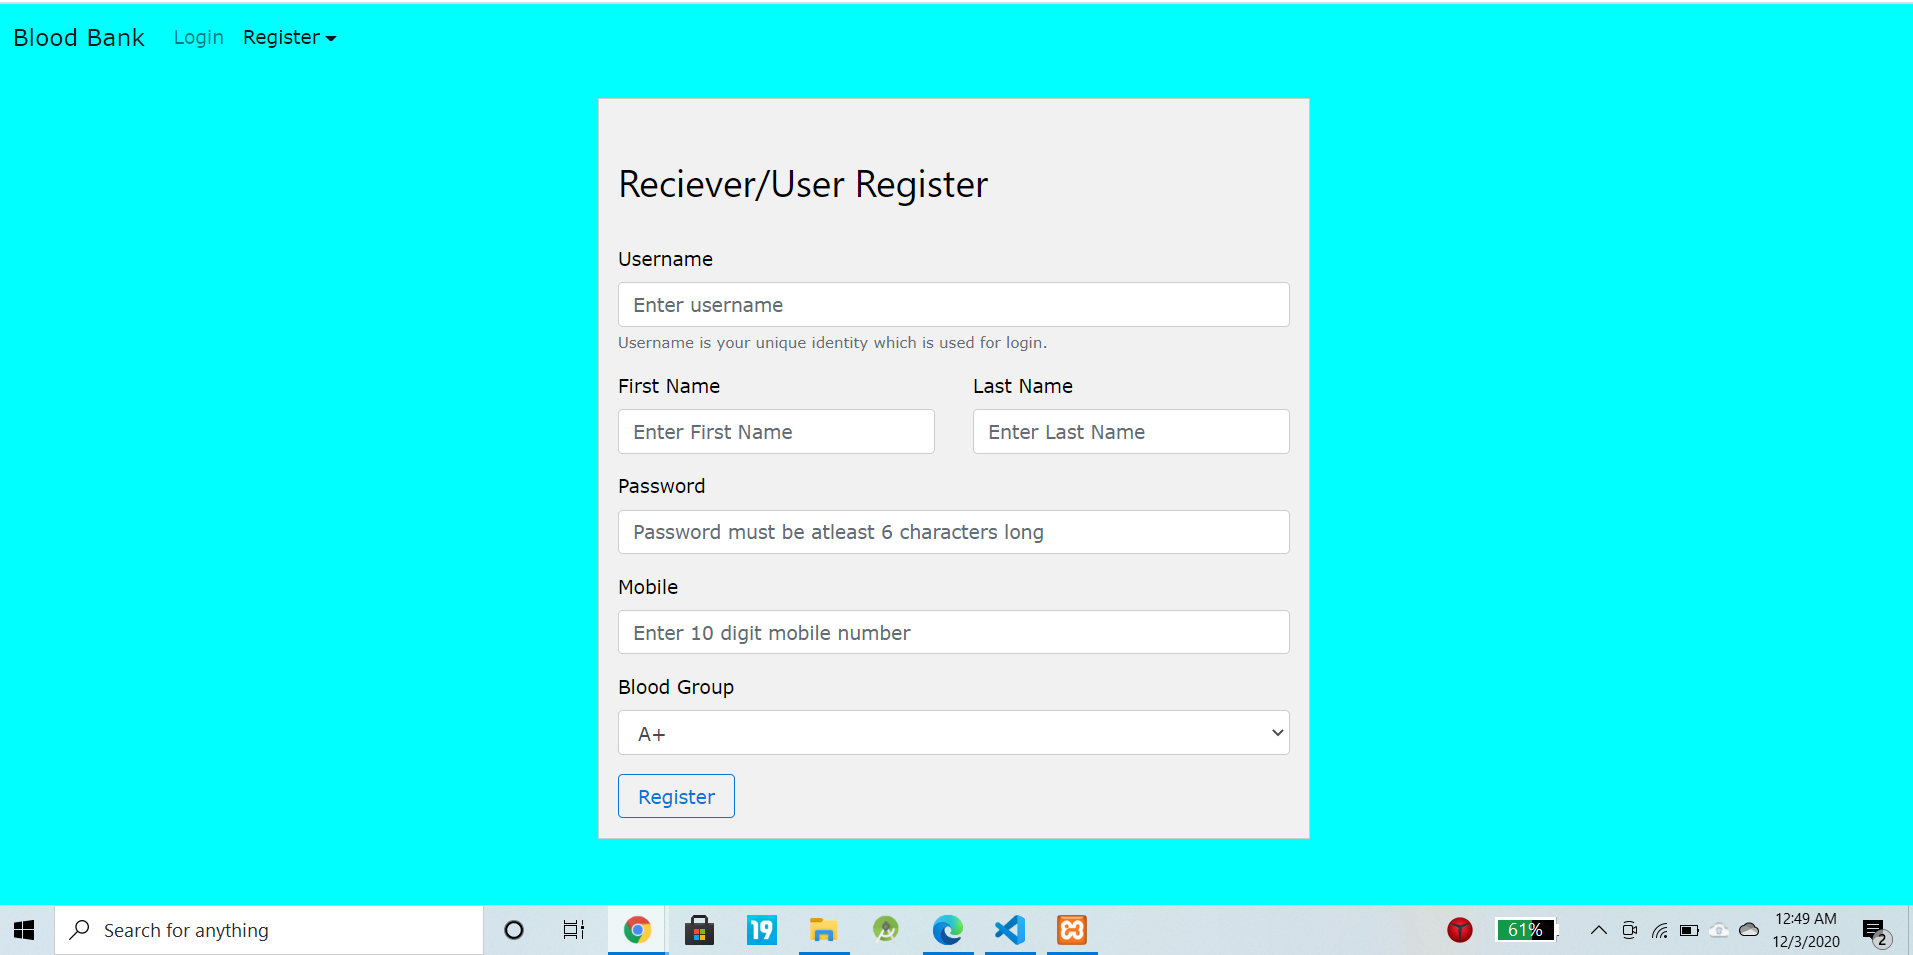 Blood Bank Login Register
Reciever/User Register
Username
Enter username
Username is your unique identity which is used for login.
First Name Last Name
Enter First Name Enter Last Name
Password
Password must be atleast 6 characters long
Mobile
Enter 10 digit mobile number
Blood Group
A+
Register
Search for anything 19 61% 12:49 AM
12/3/2020 2